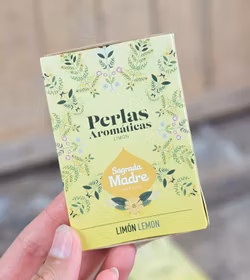 Perlas
Aromáticas
LIMÓN
Sagrada
Madre
LIMÓN LEMON